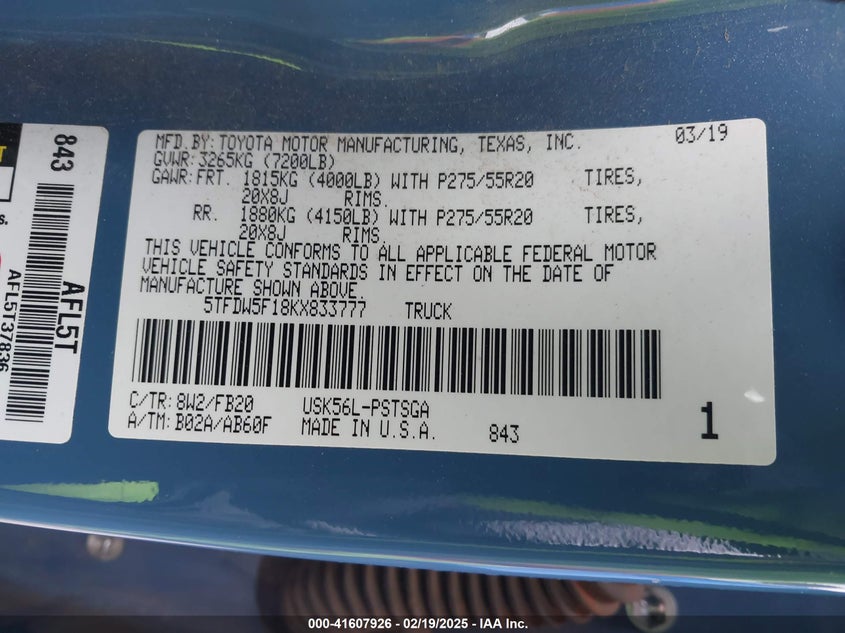 MFD.BY:TOYOTA MOTOR MANUFACTURING, TEXAS, INC. 03/19
GVWR:3265KG (7200LB)
GAWR:FRT. 1815KG (4000LB) WITH P275/55R20 TIRES,
20X8J RIMS.
RR. 1880KG (4150LB) WITH P275/55R20 TIRES,
20X8J RIMS.
THIS VEHICLE CONFORMS TO ALL APPLICABLE FEDERAL MOTOR
VEHICLE SAFETY STANDARDS IN EFFECT ON THE DATE OF
MANUFACTURE SHOWN ABOVE.
5TFDW5F18KX833777 TRUCK
C/TR:8W2/FB20 USK56L-PSTSGA
A/TM:B02A/AB60F MADE IN U.S.A. 843 1
843
AFL5T
AFL5T37836
000-41607926 - 02/19/2025 - IAA Inc.